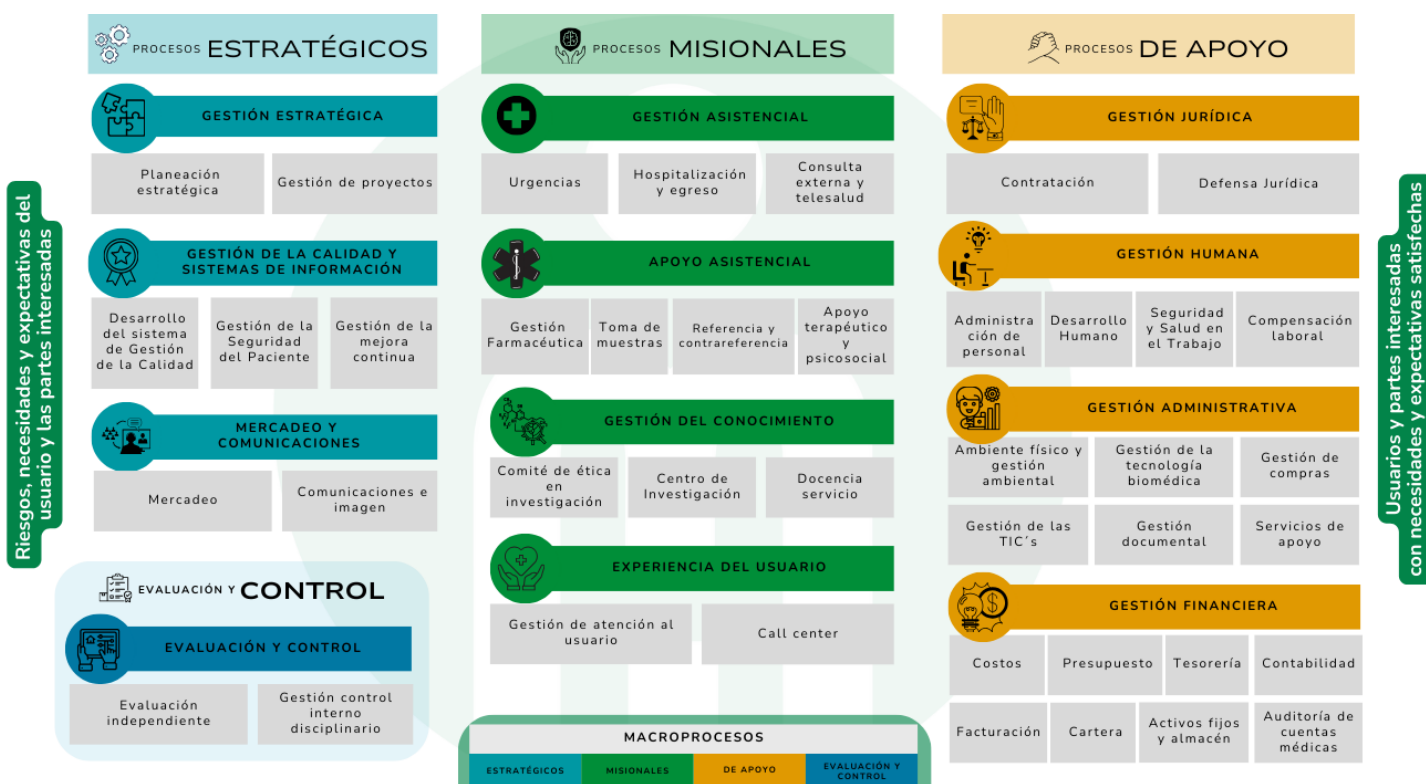 PROCESOS ESTRATÉGICOS
GESTIÓN ESTRATÉGICA
Planeación
estratégica
Gestión de proyectos
GESTIÓN DE LA CALIDAD Y
SISTEMAS DE INFORMACIÓN
Desarrollo
del sistema
de Gestión
de la Calidad
Gestión de la
Seguridad
del Paciente
Gestión de la
mejora
continua
MERCADEO Y
COMUNICACIONES
Mercadeo
Comunicaciones e
imagen
EVALUACIÓN Y CONTROL
EVALUACIÓN Y CONTROL
Evaluación
independiente
Gestión control
interno
disciplinario
Riesgos, necesidades y expectativas del
usuario y las partes interesadas
PROCESOS MISIONALES
GESTIÓN ASISTENCIAL
Urgencias
Hospitalización
y egreso
Consulta
externa y
telesalud
APOYO ASISTENCIAL
Gestión
Farmacéutica
Toma de
muestras
Referencia y
contrareferencia
Apoyo
terapéutico
y
psicosocial
GESTIÓN DEL CONOCIMIENTO
Comité de ética
en
investigación
Centro de
Investigación
Docencia
servicio
EXPERIENCIA DEL USUARIO
Gestión de atención al
usuario
Call center
MACROPROCESOS
ESTRATÉGICOS
MISIONALES
DE APOYO
EVALUACIÓN Y
CONTROL
PROCESOS DE APOYO
GESTIÓN JURÍDICA
Contratación
Defensa Jurídica
GESTIÓN HUMANA
Administra
ción de
personal
Desarrollo
Humano
Seguridad
y Salud en
el Trabajo
Compensación
laboral
GESTIÓN ADMINISTRATIVA
Ambiente físico y
gestión
ambiental
Gestión de la
tecnología
biomédica
Gestión de
compras
Gestión de las
TIC´s
Gestión
documental
Servicios de
apoyo
GESTIÓN FINANCIERA
Costos
Presupuesto
Tesorería
Contabilidad
Facturación
Cartera
Activos fijos
y almacén
Auditoría de
cuentas
médicas
Usuarios y partes interesadas
con necesidades y expectativas satisfechas